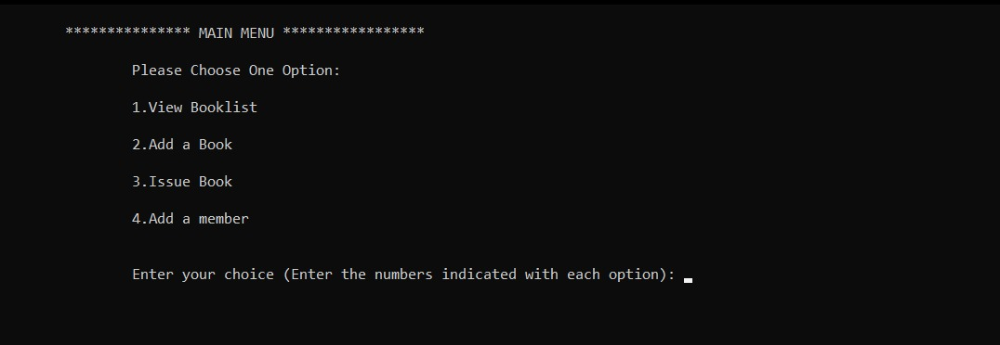 *************** MAIN MENU *****************
Please Choose One Option:
1.View Booklist
2.Add a Book
3.Issue Book
4.Add a member
Enter your choice (Enter the numbers indicated with each option):